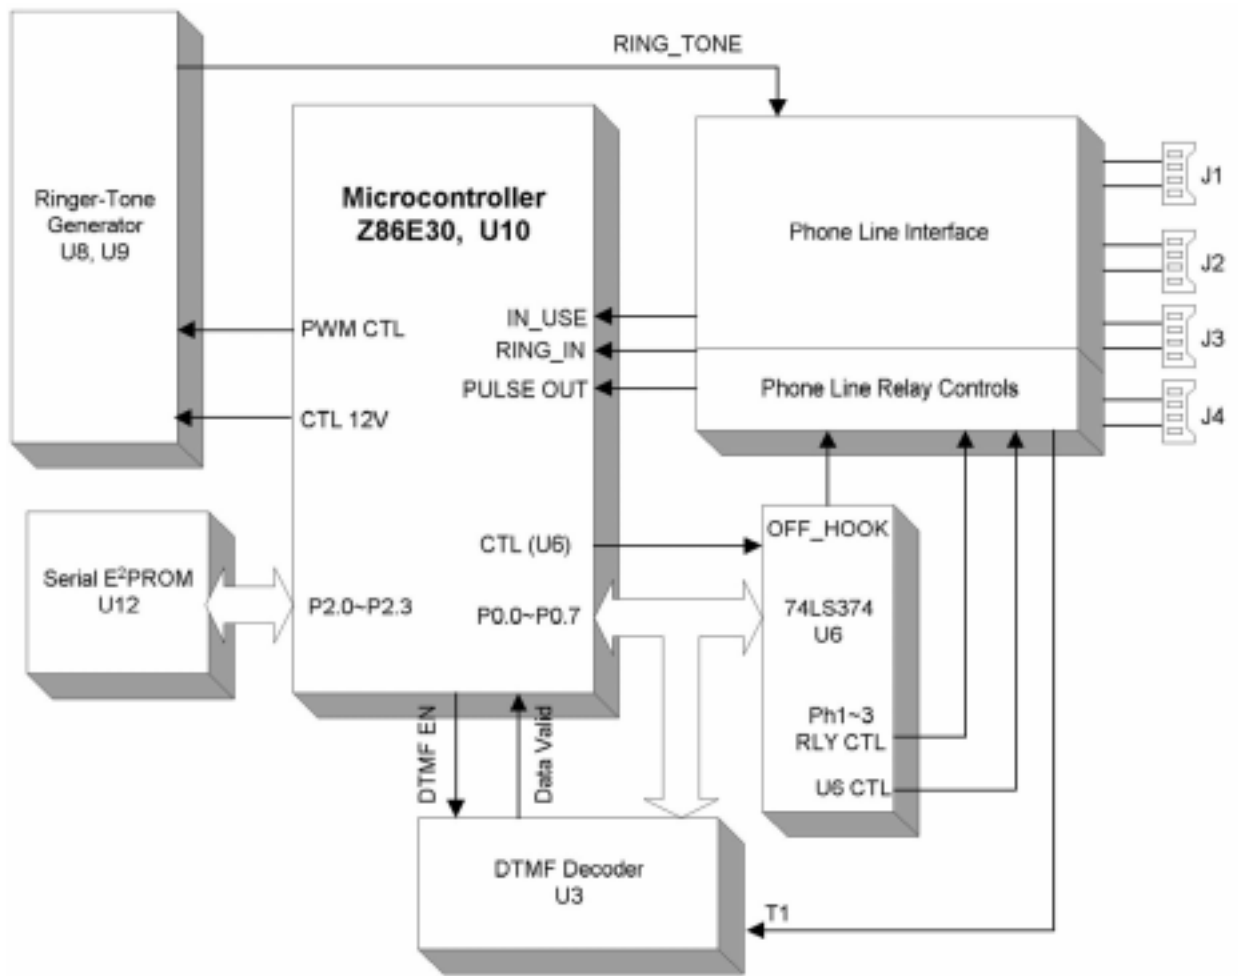 RING_TONE
Ringer-Tone
Generator
U8, U9
Microcontroller
Z86E30, U10
PWM CTL
CTL 12V
IN_USE
RING_IN
PULSE OUT
CTL (U6)
P2.0~P2.3
P0.0~P0.7
Phone Line Interface
Phone Line Relay Controls
J1
J2
J3
J4
Serial E²PROM
U12
OFF_HOOK
74LS374
U6
Ph1~3
RLY CTL
U6 CTL
DTMF EN
Data Valid
DTMF Decoder
U3
T1